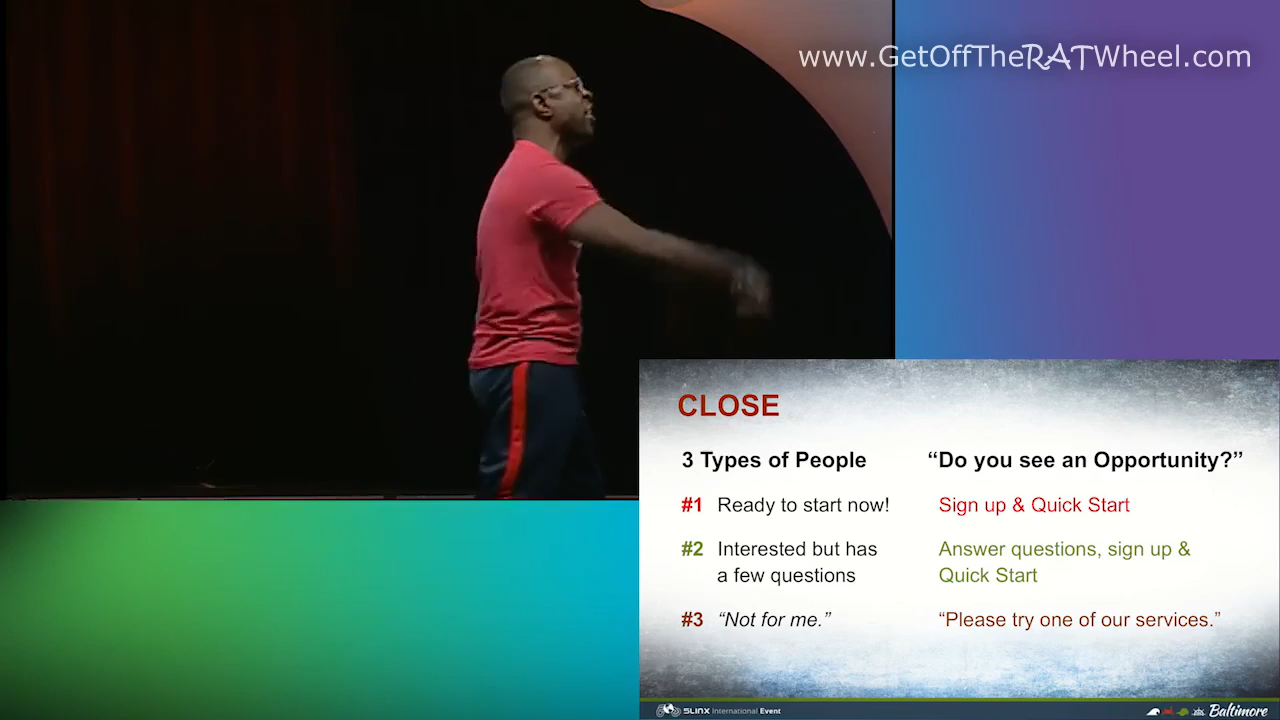 www.GetOffTheRATWheel.com
CLOSE
3 Types of People “Do you see an Opportunity?”
#1 Ready to start now! Sign up & Quick Start
#2 Interested but has Answer questions, sign up &
a few questions Quick Start
#3 “Not for me.” “Please try one of our services.”
5LINX International Event Baltimore